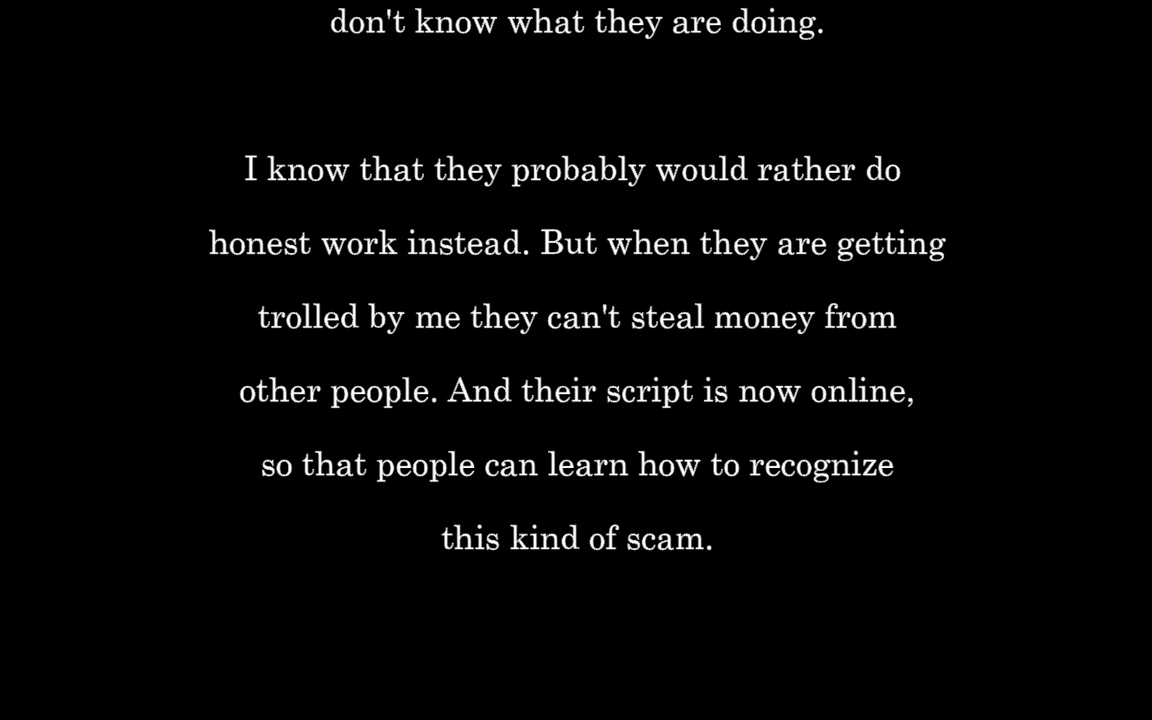 don't know what they are doing.
I know that they probably would rather do
honest work instead. But when they are getting
trolled by me they can't steal money from
other people. And their script is now online,
so that people can learn how to recognize
this kind of scam.